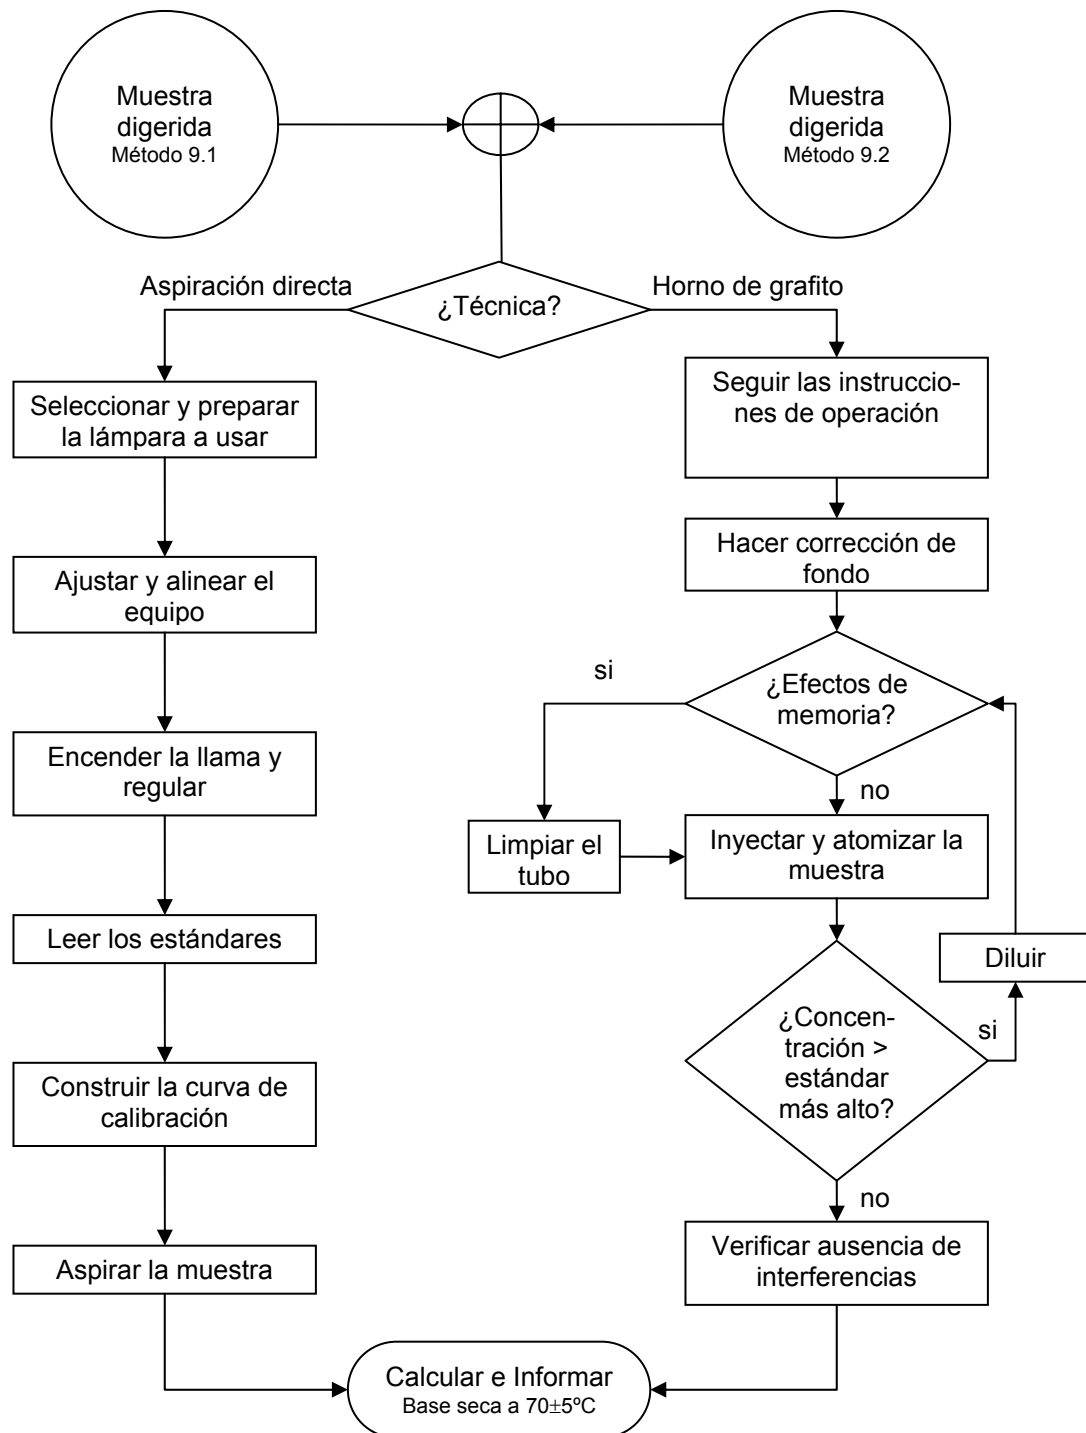 Muestra
digerida
Método 9.1
Muestra
digerida
Método 9.2
Aspiración directa
¿Técnica?
Horno de grafito
Seleccionar y preparar
la lámpara a usar
Ajustar y alinear el
equipo
Encender la llama y
regular
Leer los estándares
Construir la curva de
calibración
Aspirar la muestra
Seguir las instruccio-
nes de operación
Hacer corrección de
fondo
¿Efectos de
memoria?
si
no
Limpiar el
tubo
Inyectar y atomizar la
muestra
¿Concen-
tración >
estándar
más alto?
si
Diluir
no
Verificar ausencia de
interferencias
Calcular e Informar
Base seca a 70±5ºC